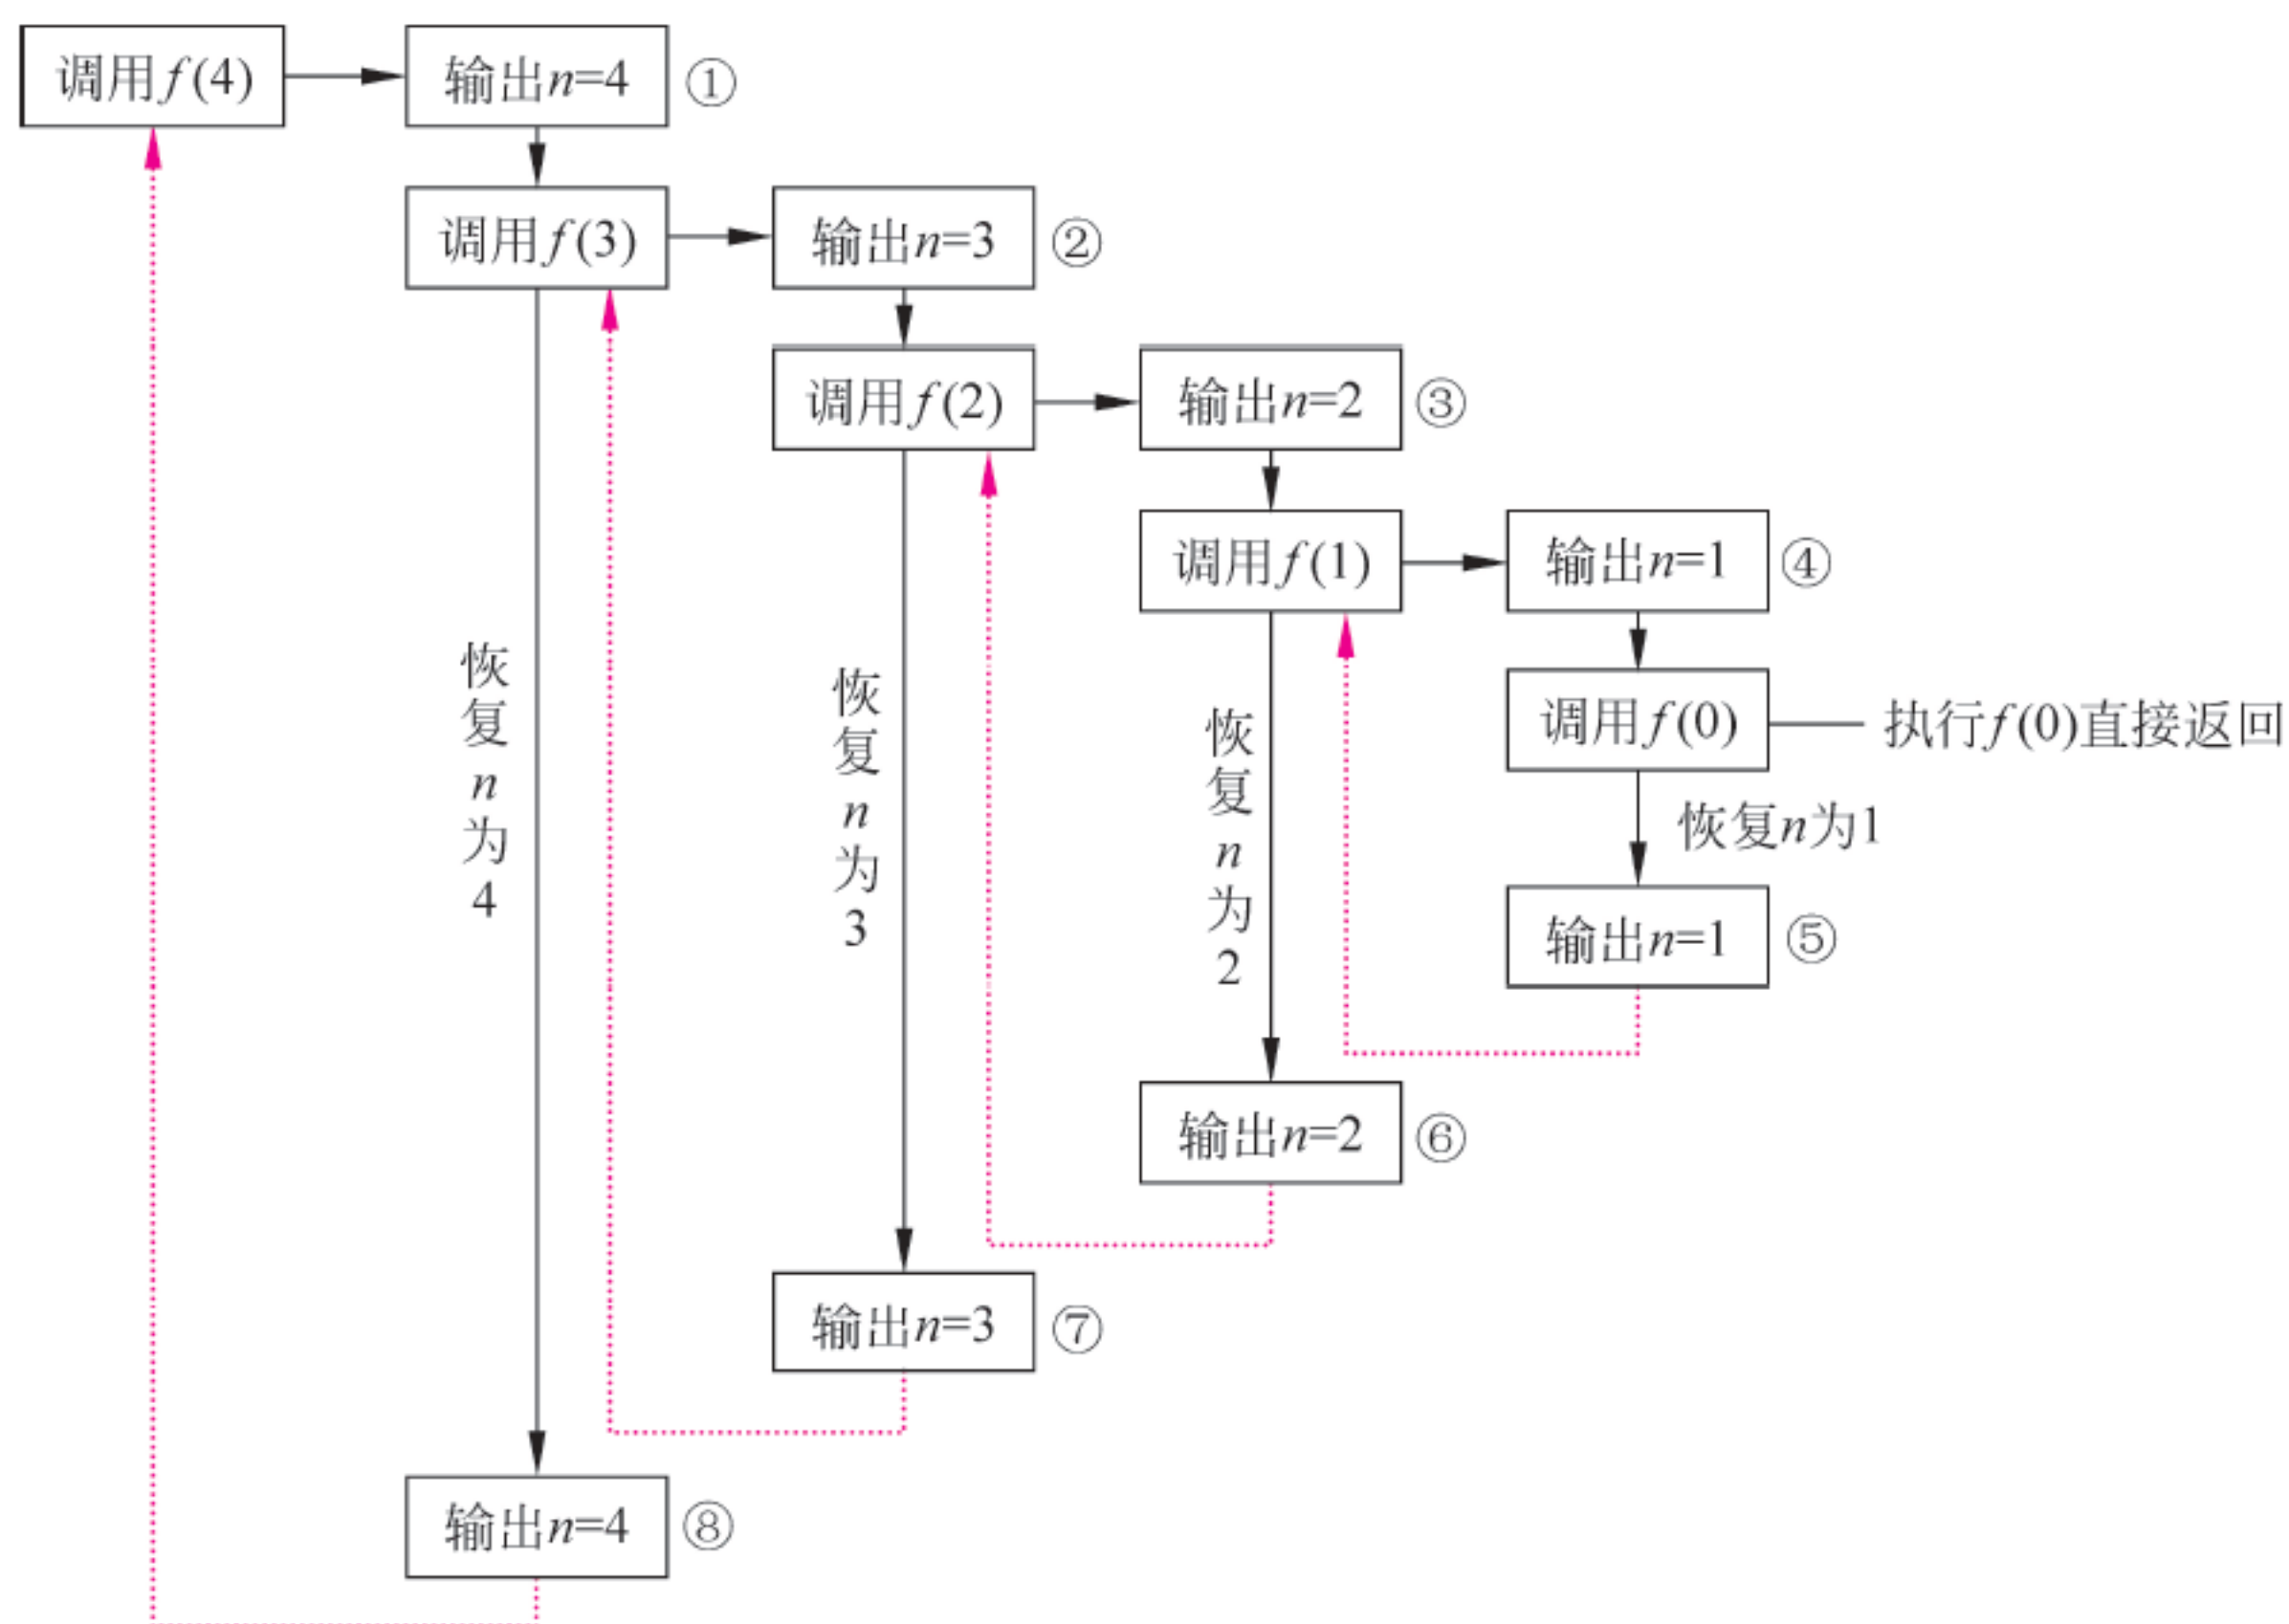 调用f(4)
输出n=4
①
调用f(3)
输出n=3
②
调用f(2)
输出n=2
③
调用f(1)
输出n=1
④
调用f(0)
执行f(0)直接返回
恢复n为4
恢复n为3
恢复n为2
恢复n为1
输出n=1
⑤
输出n=2
⑥
输出n=3
⑦
输出n=4
⑧